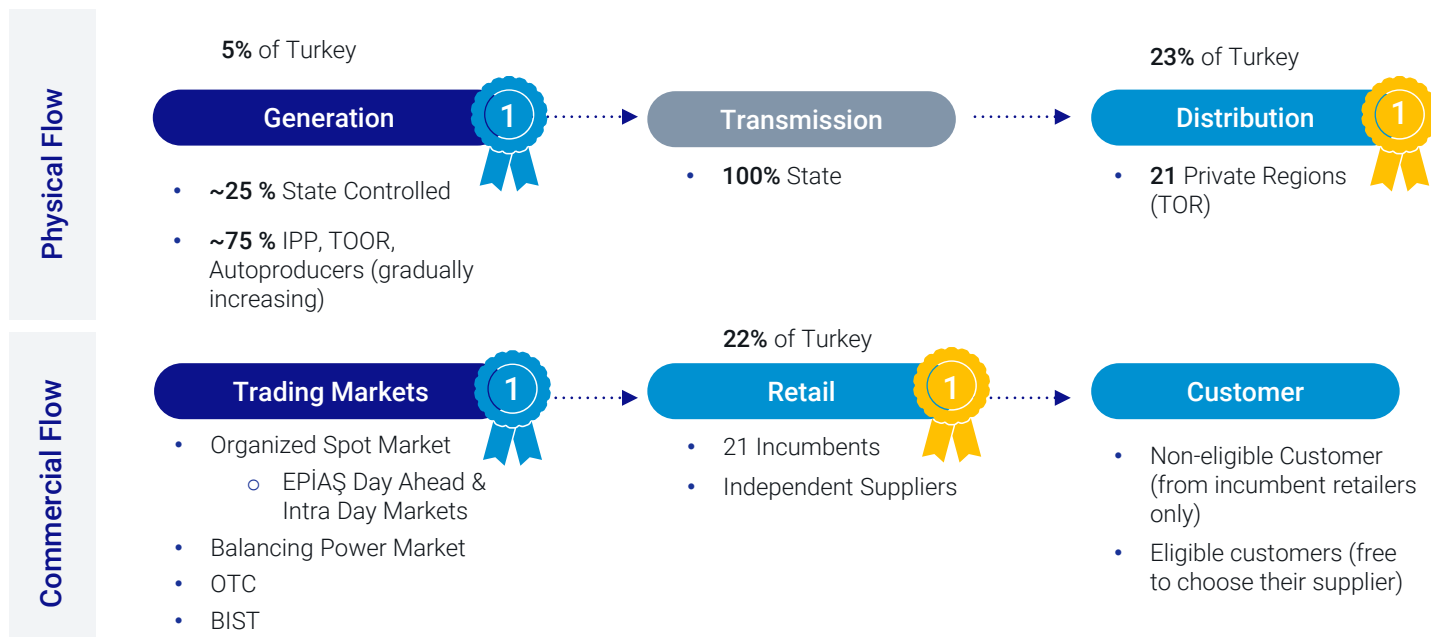 Physical Flow
5% of Turkey
Generation
1
• ~25 % State Controlled
• ~75 % IPP, TOOR,
Autoproducers (gradually
increasing)
Transmission
• 100% State
23% of Turkey
Distribution
1
• 21 Private Regions
(TOR)
Commercial Flow
Trading Markets
1
• Organized Spot Market
o EPİAŞ Day Ahead &
Intra Day Markets
• Balancing Power Market
• OTC
• BIST
22% of Turkey
Retail
1
• 21 Incumbents
• Independent Suppliers
Customer
• Non-eligible Customer
(from incumbent retailers
only)
• Eligible customers (free
to choose their supplier)